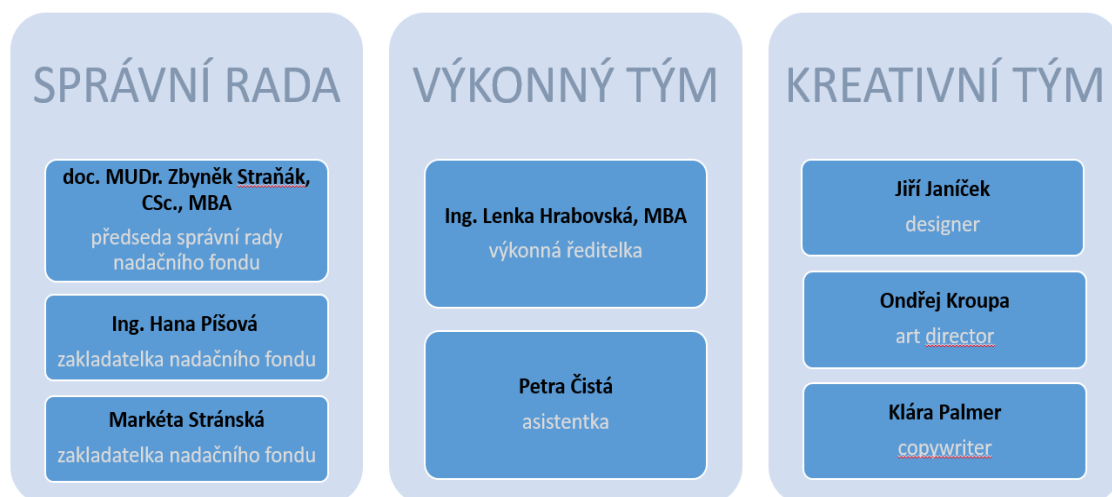 SPRÁVNÍ RADA
doc. MUDr. Zbyněk Straňák,
CSc., MBA
předseda správní rady
nadačního fondu
Ing. Hana Píšová
zakladatelka nadačního fondu
Markéta Stránská
zakladatelka nadačního fondu
VÝKONNÝ TÝM
Ing. Lenka Hrabovská, MBA
výkonná ředitelka
Petra Čistá
asistentka
KREATIVNÍ TÝM
Jiří Janíček
designer
Ondřej Kroupa
art director
Klára Palmer
copywriter